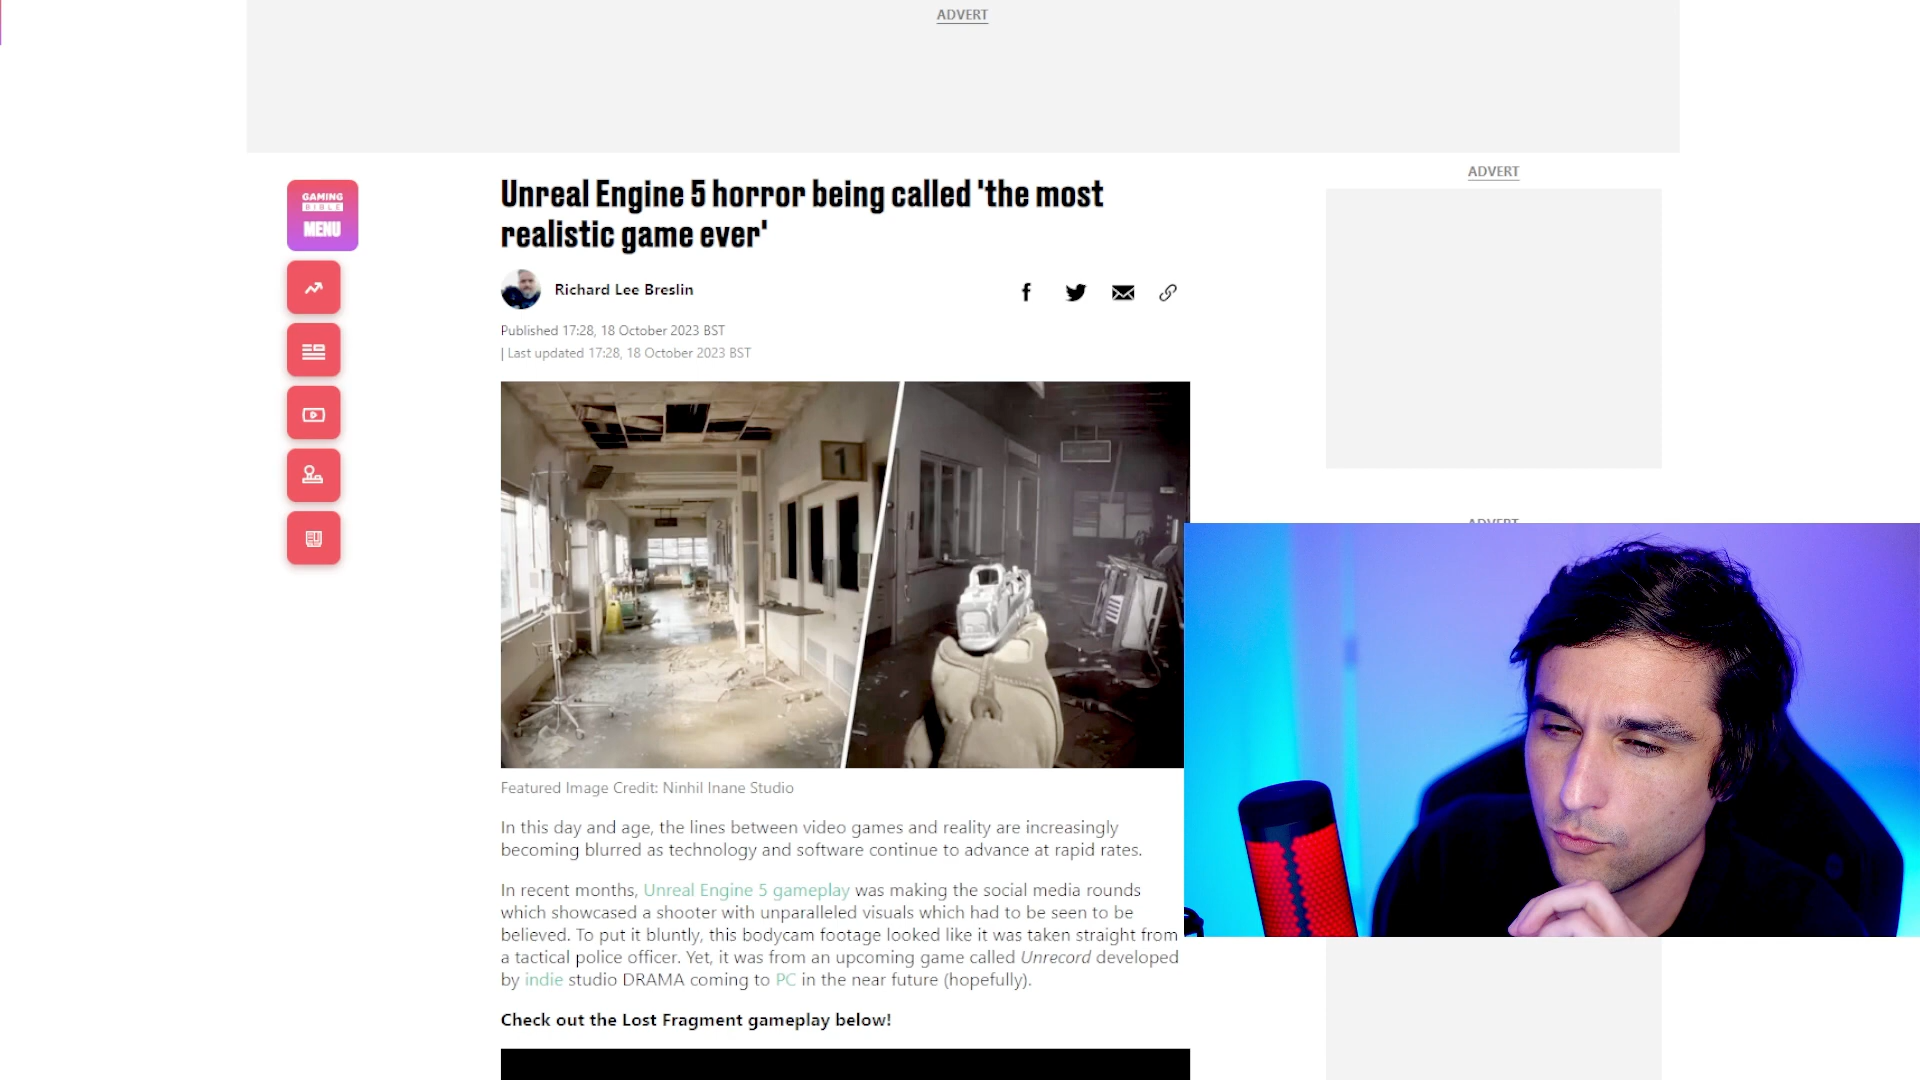 ADVERT
ADVERT
GAMING
BIBLE
MENU
Unreal Engine 5 horror being called 'the most
realistic game ever'
Richard Lee Breslin
Published 17:28, 18 October 2023 BST
| Last updated 17:28, 18 October 2023 BST
1
ADVERT
Featured Image Credit: Ninhil Inane Studio
In this day and age, the lines between video games and reality are increasingly
becoming blurred as technology and software continue to advance at rapid rates.
In recent months, Unreal Engine 5 gameplay was making the social media rounds
which showcased a shooter with unparalleled visuals which had to be seen to be
believed. To put it bluntly, this bodycam footage looked like it was taken straight from
a tactical police officer. Yet, it was from an upcoming game called Unrecord developed
by indie studio DRAMA coming to PC in the near future (hopefully).
Check out the Lost Fragment gameplay below!